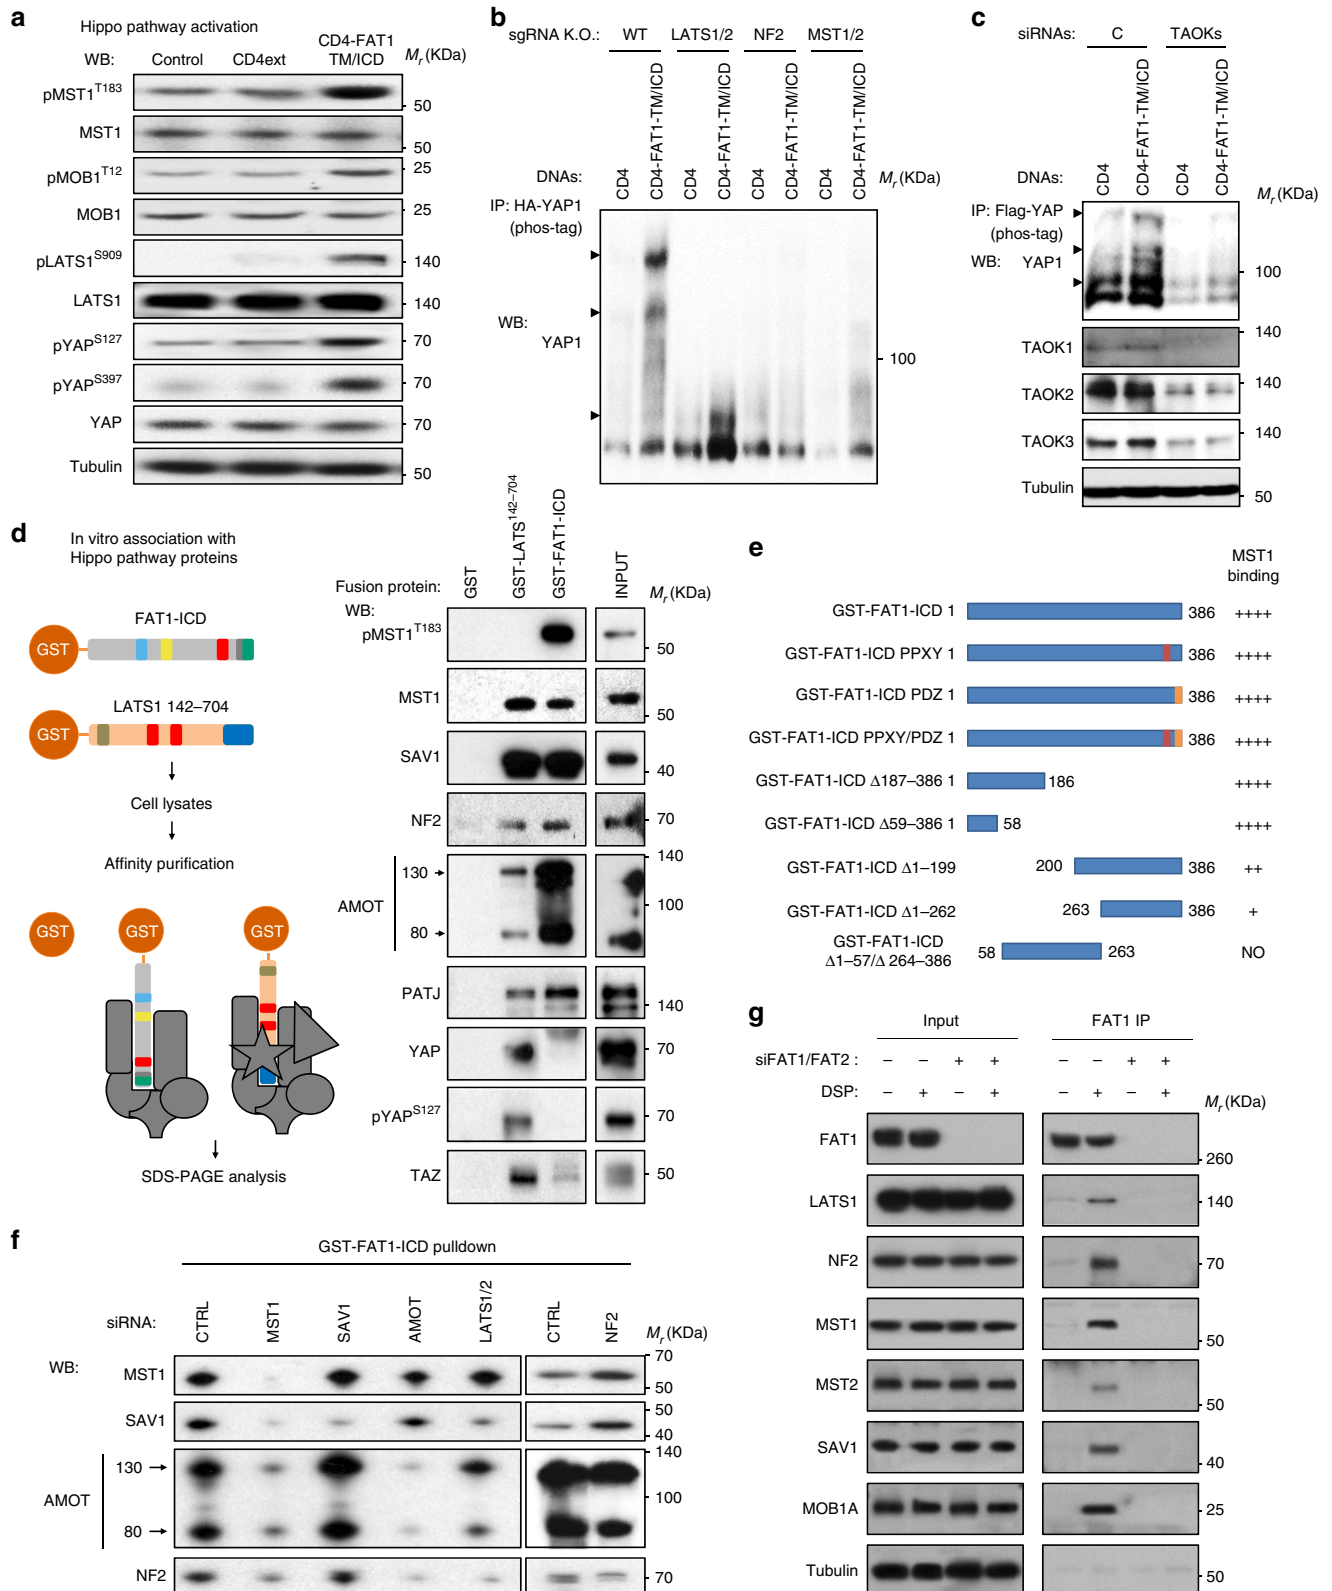 a
Hippo pathway activation
WB: Control CD4ext CD4-FAT1 TM/ICD Mr (KDa)
pMST1T183 50
MST1 50
pMOB1T12 25
MOB1 25
pLATS1S909 140
LATS1 140
pYAPS127 70
pYAPS397 70
YAP 70
Tubulin 50
b
sgRNA K.O.: WT LATS1/2 NF2 MST1/2
DNAs: CD4 CD4-FAT1-TM/ICD CD4 CD4-FAT1-TM/ICD CD4 CD4-FAT1-TM/ICD CD4 CD4-FAT1-TM/ICD Mr (KDa)
IP: HA-YAP1
(phos-tag)
WB:
YAP1
100
c
siRNAs: C TAOKs
DNAs: CD4 CD4-FAT1-TM/ICD CD4 CD4-FAT1-TM/ICD Mr (KDa)
IP: Flag-YAP
(phos-tag)
WB: YAP1 100
TAOK1 140
TAOK2 140
TAOK3 140
Tubulin 50
d
In vitro association with
Hippo pathway proteins
FAT1-ICD
GST
LATS1 142–704
GST
Cell lysates
Affinity purification
GST GST GST
SDS-PAGE analysis
Fusion protein: GST GST-LATS142–704 GST-FAT1-ICD INPUT Mr (KDa)
WB:
pMST1T183 50
MST1 50
SAV1 40
NF2 70
AMOT 130 80 140 100
PATJ 140
YAP 70
pYAPS127 70
TAZ 50
e
MST1
binding
GST-FAT1-ICD 1 386 ++++
GST-FAT1-ICD PPXY 1 386 ++++
GST-FAT1-ICD PDZ 1 386 ++++
GST-FAT1-ICD PPXY/PDZ 1 386 ++++
GST-FAT1-ICD Δ187–386 1 186 ++++
GST-FAT1-ICD Δ59–386 1 58 ++++
GST-FAT1-ICD Δ1–199 200 386 ++
GST-FAT1-ICD Δ1–262 263 386 +
GST-FAT1-ICD
Δ1–57/Δ 264–386 58 263 NO
f
GST-FAT1-ICD pulldown
siRNA: CTRL MST1 SAV1 AMOT LATS1/2 CTRL NF2 Mr (KDa)
WB:
MST1 70 50
SAV1 50 40
AMOT 130 80 140 100
NF2 70
g
Input FAT1 IP
siFAT1/FAT2 : – – + + – – + +
DSP: – + – + – + – + Mr (KDa)
FAT1 260
LATS1 140
NF2 70
MST1 50
MST2 50
SAV1 40
MOB1A 25
Tubulin 50